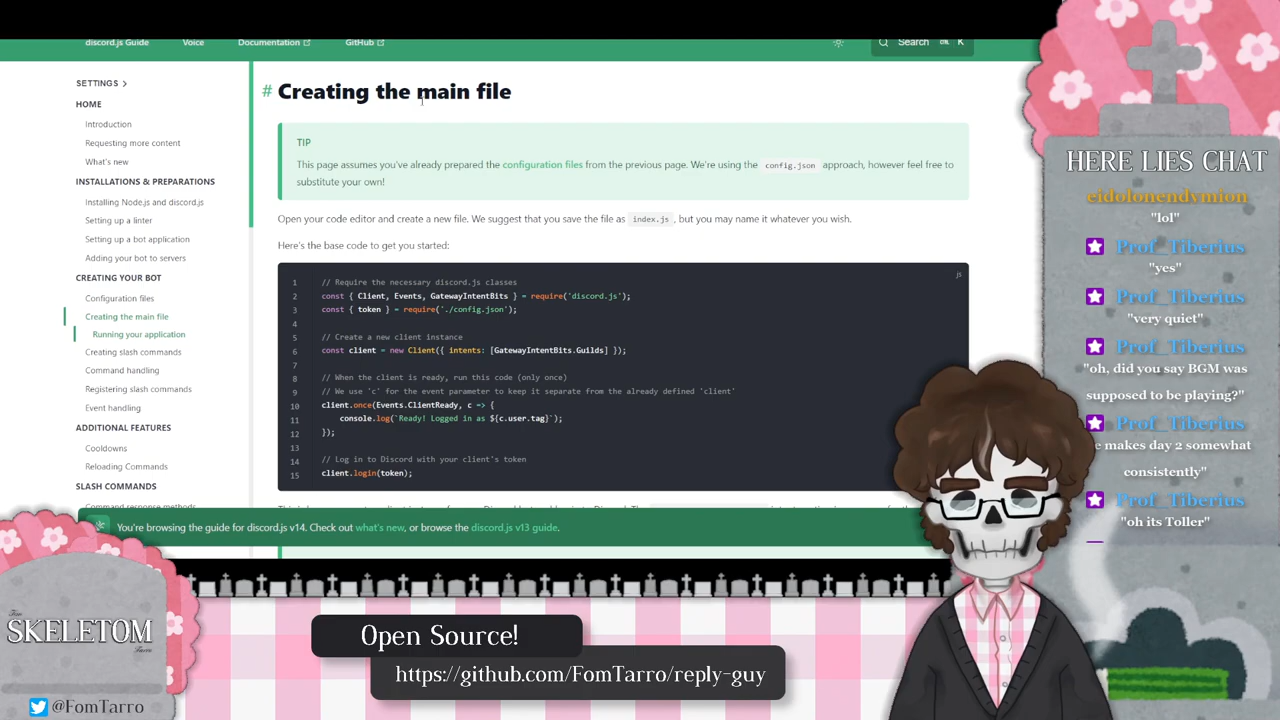 discord.js Guide
Voice
Documentation
GitHub
Search
K
SETTINGS
HOME
Introduction
Requesting more content
What's new
INSTALLATIONS & PREPARATIONS
Installing Node.js and discord.js
Setting up a linter
Setting up a bot application
Adding your bot to servers
CREATING YOUR BOT
Configuration files
Creating the main file
Running your application
Creating slash commands
Command handling
Registering slash commands
Event handling
ADDITIONAL FEATURES
Cooldowns
Reloading Commands
SLASH COMMANDS
Command response methods
# Creating the main file
TIP
This page assumes you've already prepared the configuration files from the previous page. We're using the config.json approach, however feel free to
substitute your own!
Open your code editor and create a new file. We suggest that you save the file as index.js, but you may name it whatever you wish.
Here's the base code to get you started:
js
1 // Require the necessary discord.js classes
2 const { Client, Events, GatewayIntentBits } = require('discord.js');
3 const { token } = require('./config.json');
4
5 // Create a new client instance
6 const client = new Client({ intents: [GatewayIntentBits.Guilds] });
7
8 // When the client is ready, run this code (only once)
9 // We use 'c' for the event parameter to keep it separate from the already defined 'client'
10 client.once(Events.ClientReady, c => {
11 console.log(`Ready! Logged in as ${c.user.tag}`);
12 });
13
14 // Log in to Discord with your client's token
15 client.login(token);
You're browsing the guide for discord.js v14. Check out what's new, or browse the discord.js v13 guide.
HERE LIES CHAT
eidolonendymion
"lol"
Prof_Tiberius
"yes"
Prof_Tiberius
"very quiet"
Prof_Tiberius
"oh, did you say BGM was
supposed to be playing?"
Prof_Tiberius
makes day 2 somewhat
consistently"
Prof_Tiberius
"oh its Toller"
The
SKELETOM
Tarro
@FomTarro
Open Source!
https://github.com/FomTarro/reply-guy